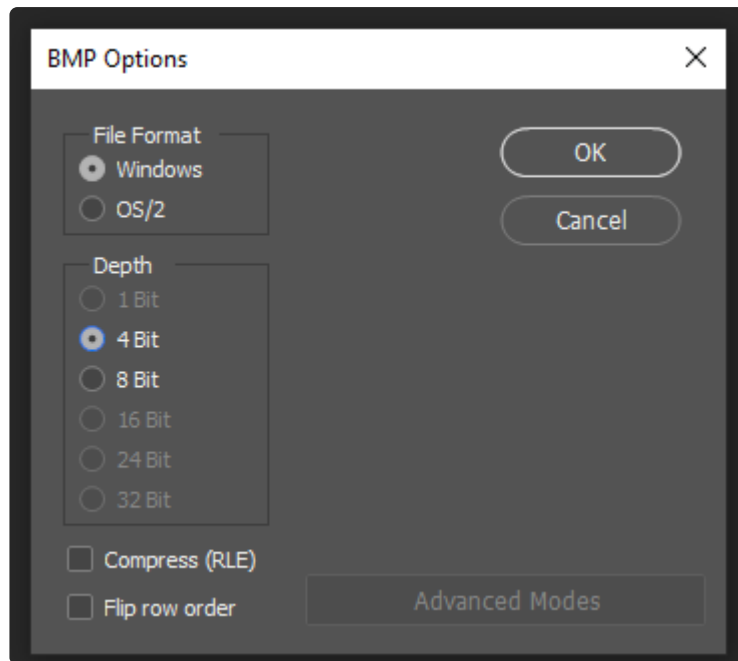 BMP Options
File Format
Windows
OS/2
OK
Cancel
Depth
1 Bit
4 Bit
8 Bit
16 Bit
24 Bit
32 Bit
Compress (RLE)
Flip row order
Advanced Modes